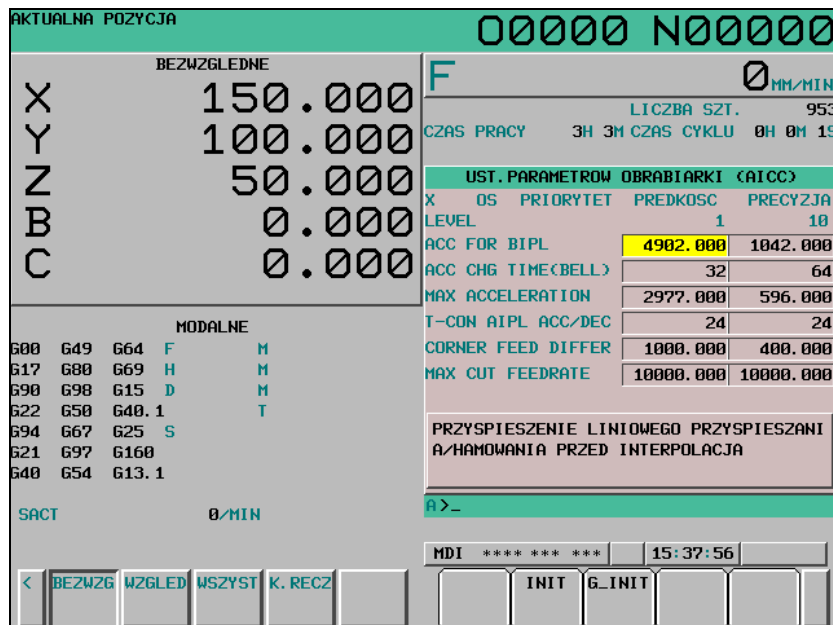 AKTUALNA POZYCJA
O0000 N00000
BEZWZGLEDNE
X 150.000
Y 100.000
Z 50.000
B 0.000
C 0.000
F 0 MM/MIN
LICZBA SZT. 953
CZAS PRACY 3H 3M CZAS CYKLU 0H 0M 1S
UST.PARAMETROW OBRABIARKI (AICC)
X OS PRIORYTET PREDKOSC PRECYZJA
LEVEL 1 10
ACC FOR BIPL 4902.000 1042.000
ACC CHG TIME(BELL) 32 64
MAX ACCELERATION 2977.000 596.000
T-CON AIPL ACC/DEC 24 24
CORNER FEED DIFFER 1000.000 400.000
MAX CUT FEEDRATE 10000.000 10000.000
PRZYSPIESZENIE LINIOWEGO PRZYSPIESZANI
A/HAMOWANIA PRZED INTERPOLACJA
MODALNE
G00 G49 G64 F M
G17 G80 G69 H M
G90 G98 G15 D M
G22 G50 G40.1 T
G94 G67 G25 S
G21 G97 G160
G40 G54 G13.1
SACT 0/MIN
A>_
MDI **** *** *** 15:37:56
< BEZWZG WZGLED WSZYST K.RECZ
INIT G_INIT